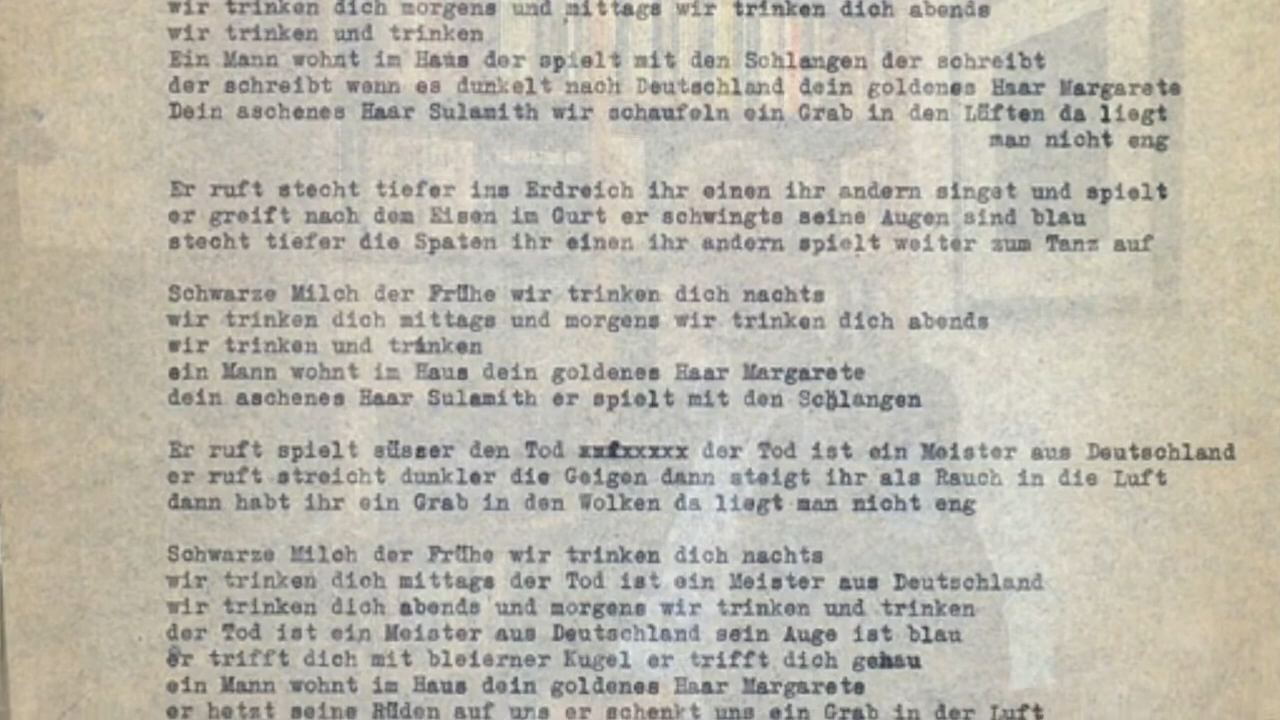 wir trinken dich morgens und mittags wir trinken dich abends
wir trinken und trinken
Ein Mann wohnt im Haus der spielt mit den Schlangen der schreibt
der schreibt wenn es dunkelt nach Deutschland dein goldenes Haar Margarete
Dein aschenes Haar Sulamith wir schaufeln ein Grab in den Lüften da liegt
man nicht eng
Er ruft stecht tiefer ins Erdreich ihr einen ihr andern singet und spielt
er greift nach dem Eisen im Gurt er schwingts seine Augen sind blau
stecht tiefer die Spaten ihr einen ihr andern spielt weiter zum Tanz auf
Schwarze Milch der Frühe wir trinken dich nachts
wir trinken dich mittags und morgens wir trinken dich abends
wir trinken und trinken
ein Mann wohnt im Haus dein goldenes Haar Margarete
dein aschenes Haar Sulamith er spielt mit den Schlangen
Er ruft spielt süsser den Tod der Tod ist ein Meister aus Deutschland
er ruft streicht dunkler die Geigen dann steigt ihr als Rauch in die Luft
dann habt ihr ein Grab in den Wolken da liegt man nicht eng
Schwarze Milch der Frühe wir trinken dich nachts
wir trinken dich mittags der Tod ist ein Meister aus Deutschland
wir trinken dich abends und morgens wir trinken und trinken
der Tod ist ein Meister aus Deutschland sein Auge ist blau
er trifft dich mit bleierner Kugel er trifft dich genau
ein Mann wohnt im Haus dein goldenes Haar Margarete
er hetzt seine Rüden auf uns er schenkt uns ein Grab in der Luft